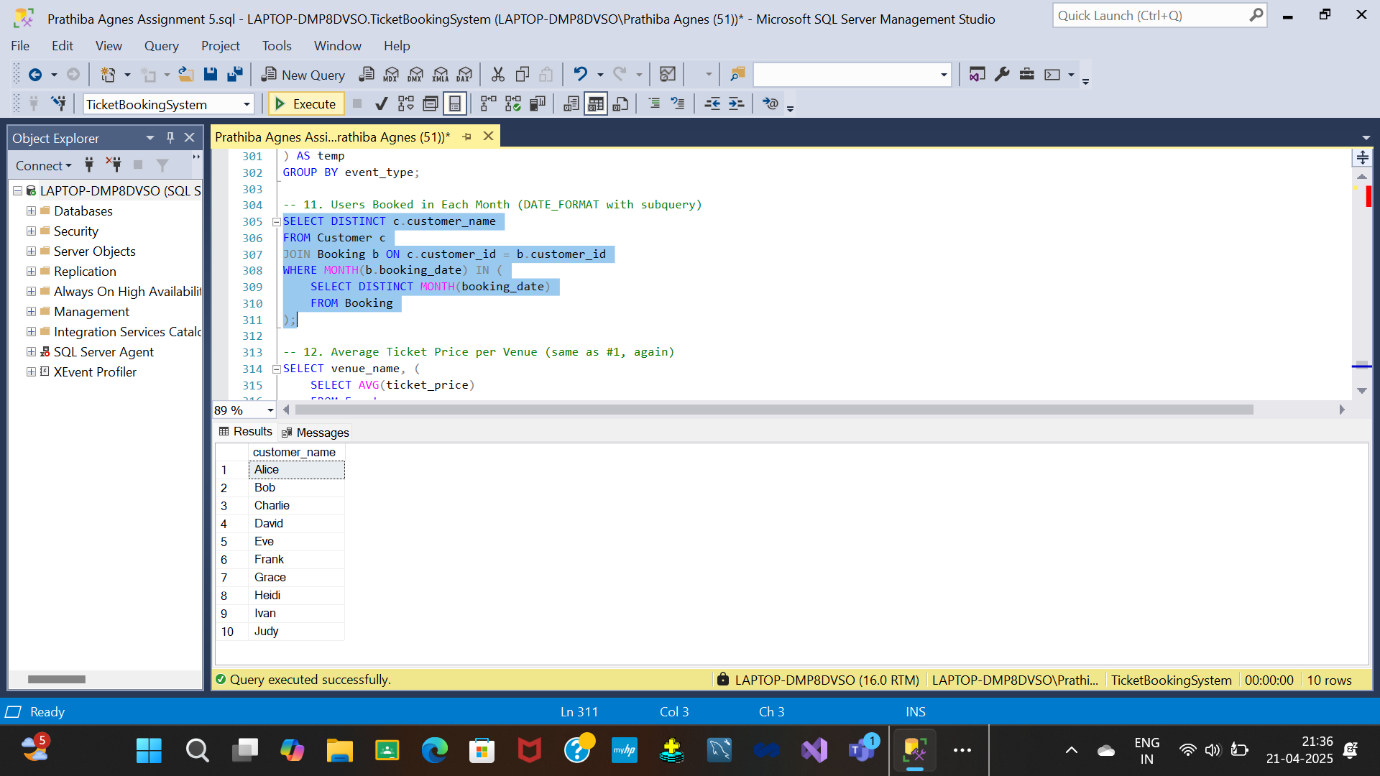 Prathiba Agnes Assignment 5.sql - LAPTOP-DMP8DVSO.TicketBookingSystem (LAPTOP-DMP8DVSO\Prathiba Agnes (51))* - Microsoft SQL Server Management Studio
Quick Launch (Ctrl+Q)
File Edit View Query Project Tools Window Help
New Query MDX DMX XMLA DAX
TicketBookingSystem Execute
Object Explorer
Connect
LAPTOP-DMP8DVSO (SQL S
Databases
Security
Server Objects
Replication
Always On High Availabilit
Management
Integration Services Catalo
SQL Server Agent
XEvent Profiler
Prathiba Agnes Assi...rathiba Agnes (51))*
301 ) AS temp
302 GROUP BY event_type;
303
304 -- 11. Users Booked in Each Month (DATE_FORMAT with subquery)
305 SELECT DISTINCT c.customer_name
306 FROM Customer c
307 JOIN Booking b ON c.customer_id = b.customer_id
308 WHERE MONTH(b.booking_date) IN (
309 SELECT DISTINCT MONTH(booking_date)
310 FROM Booking
311 );
312
313 -- 12. Average Ticket Price per Venue (same as #1, again)
314 SELECT venue_name, (
315 SELECT AVG(ticket_price)
89 %
Results Messages
customer_name
1 Alice
2 Bob
3 Charlie
4 David
5 Eve
6 Frank
7 Grace
8 Heidi
9 Ivan
10 Judy
Query executed successfully. LAPTOP-DMP8DVSO (16.0 RTM) LAPTOP-DMP8DVSO\Prathi... TicketBookingSystem 00:00:00 10 rows
Ready Ln 311 Col 3 Ch 3 INS
5
myhp
1
ENG
IN
21:36
21-04-2025